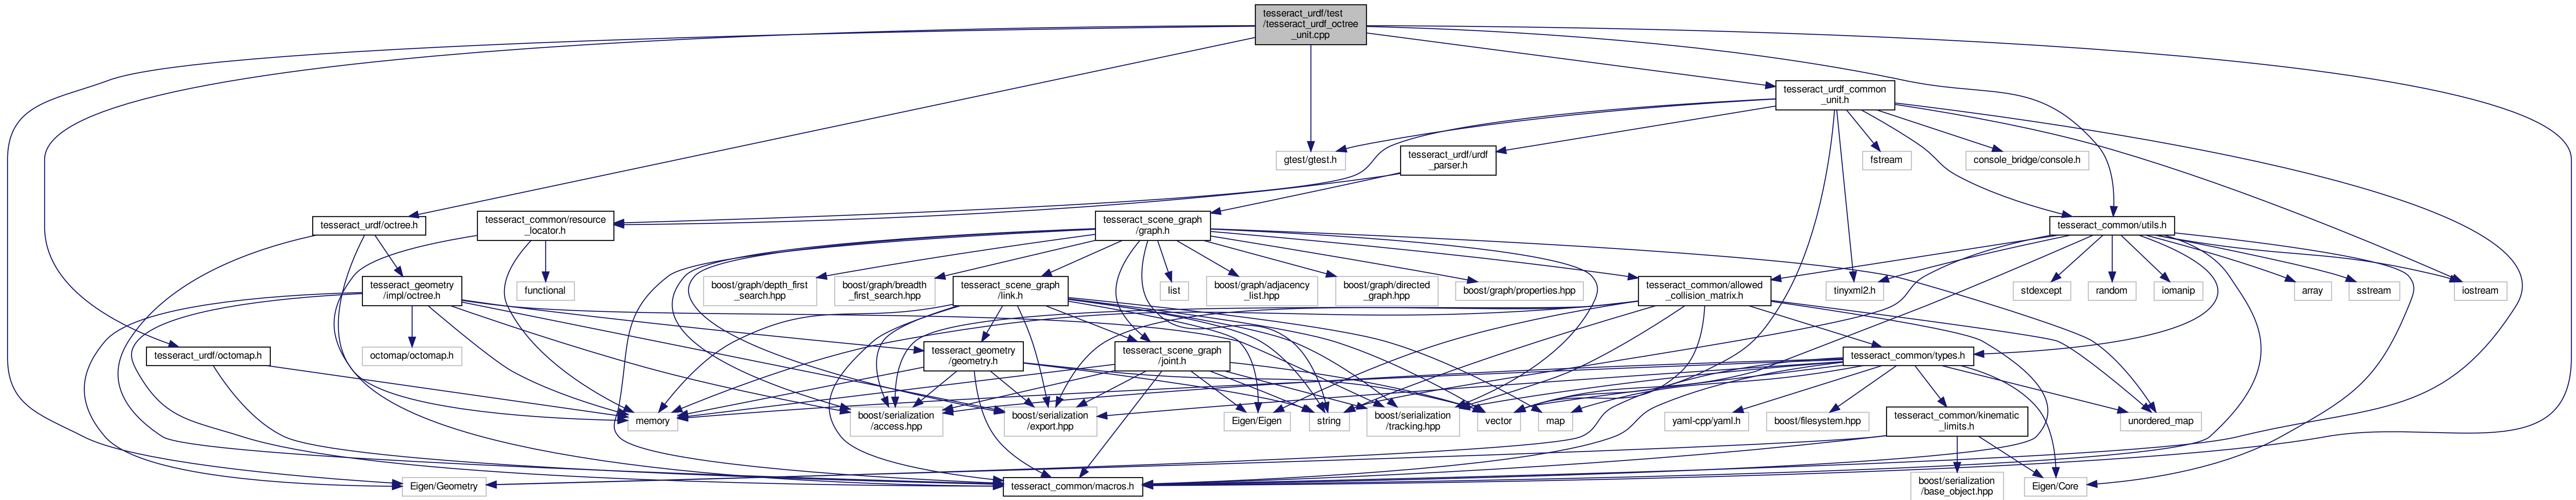 tesseract_urdf/test
/tesseract_urdf_octree
_unit.cpp
tesseract_urdf_common
_unit.h
gtest/gtest.h
tesseract_urdf/urdf
_parser.h
fstream
console_bridge/console.h
tesseract_urdf/octree.h
tesseract_common/resource
_locator.h
tesseract_scene_graph
/graph.h
tesseract_common/utils.h
tesseract_geometry
/impl/octree.h
functional
boost/graph/depth_first
_search.hpp
boost/graph/breadth
_first_search.hpp
tesseract_scene_graph
/link.h
list
boost/graph/adjacency
_list.hpp
boost/graph/directed
_graph.hpp
boost/graph/properties.hpp
tesseract_common/allowed
_collision_matrix.h
tinyxml2.h
stdexcept
random
iomanip
array
sstream
iostream
tesseract_urdf/octomap.h
octomap/octomap.h
tesseract_geometry
/geometry.h
tesseract_scene_graph
/joint.h
tesseract_common/types.h
memory
boost/serialization
/access.hpp
boost/serialization
/export.hpp
Eigen/Eigen
string
boost/serialization
/tracking.hpp
vector
map
yaml-cpp/yaml.h
boost/filesystem.hpp
tesseract_common/kinematic
_limits.h
unordered_map
Eigen/Geometry
tesseract_common/macros.h
boost/serialization
/base_object.hpp
Eigen/Core